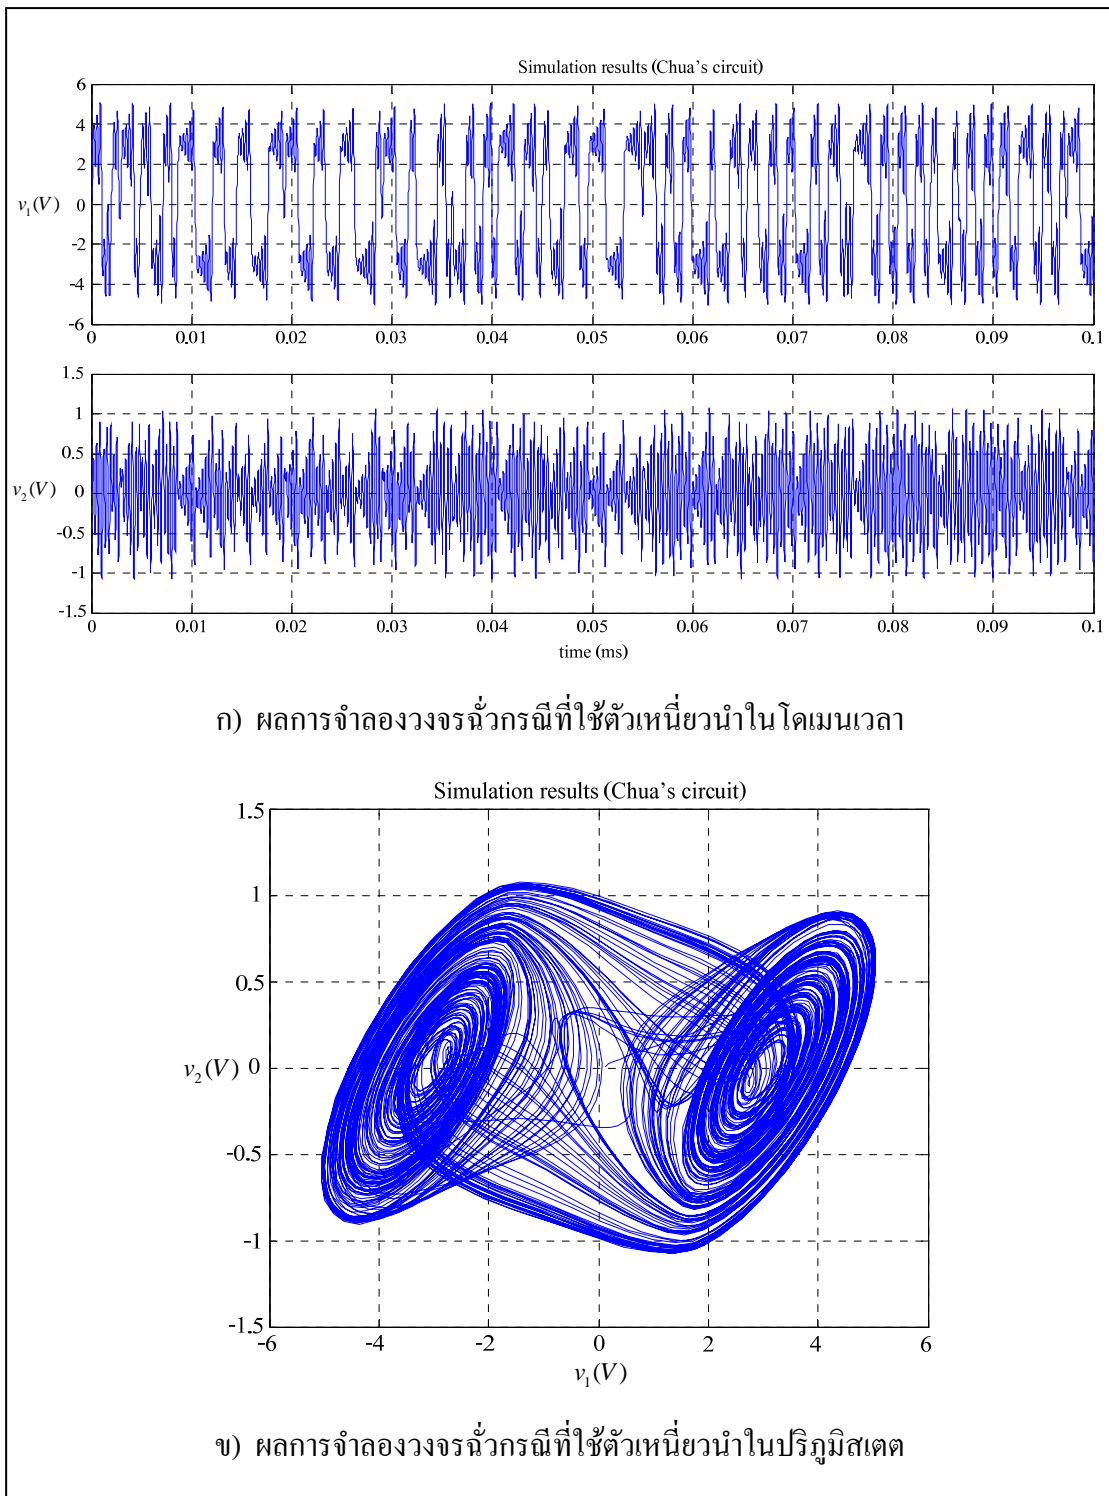 Simulation results (Chua's circuit)
6
4
2
v₁(V) 0
-2
-4
-6
0 0.01 0.02 0.03 0.04 0.05 0.06 0.07 0.08 0.09 0.1
1.5
1
0.5
v₂(V) 0
-0.5
-1
-1.5
0 0.01 0.02 0.03 0.04 0.05 0.06 0.07 0.08 0.09 0.1
time (ms)
ก) ผลการจำลองวงจรฉั่วกรณีที่ใช้ตัวเหนี่ยวนำในโดเมนเวลา
Simulation results (Chua's circuit)
1.5
1
0.5
v₂(V) 0
-0.5
-1
-1.5
-6 -4 -2 0 2 4 6
v₁(V)
ข) ผลการจำลองวงจรฉั่วกรณีที่ใช้ตัวเหนี่ยวนำในปริภูมิสเตต